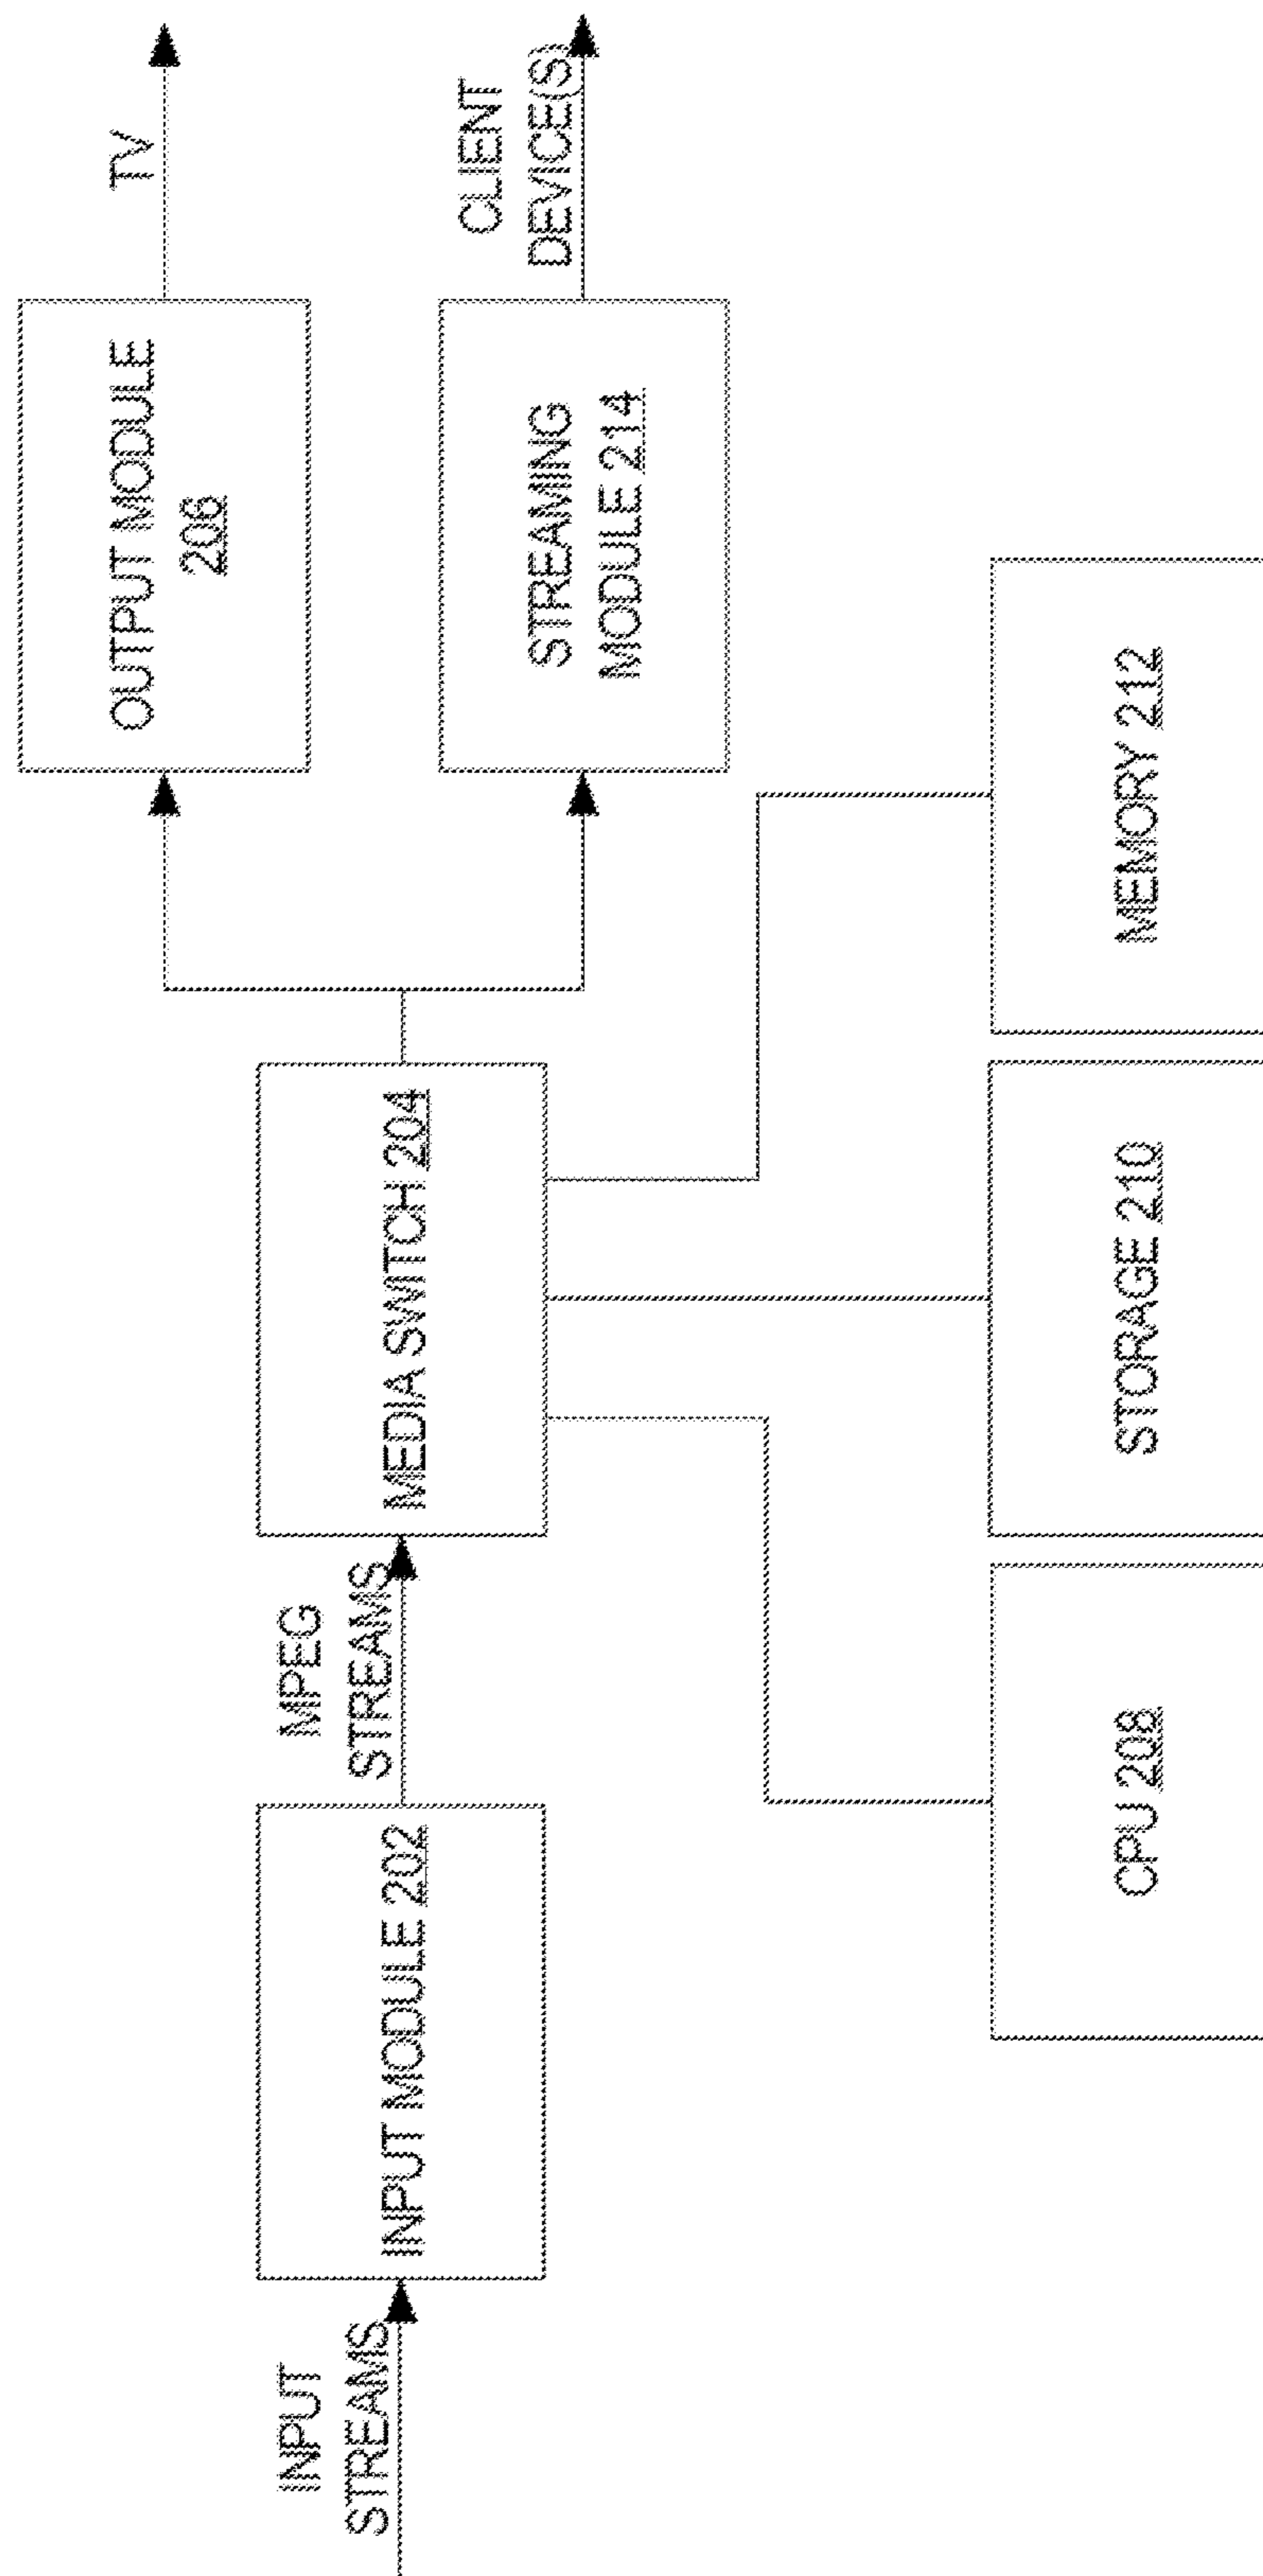 INPUT
STREAMS
INPUT MODULE 202
MPEG
STREAMS
MEDIA SWITCH 204
OUTPUT MODULE
206
TV
STREAMING
MODULE 214
CLIENT
DEVICE(S)
CPU 208
STORAGE 210
MEMORY 212